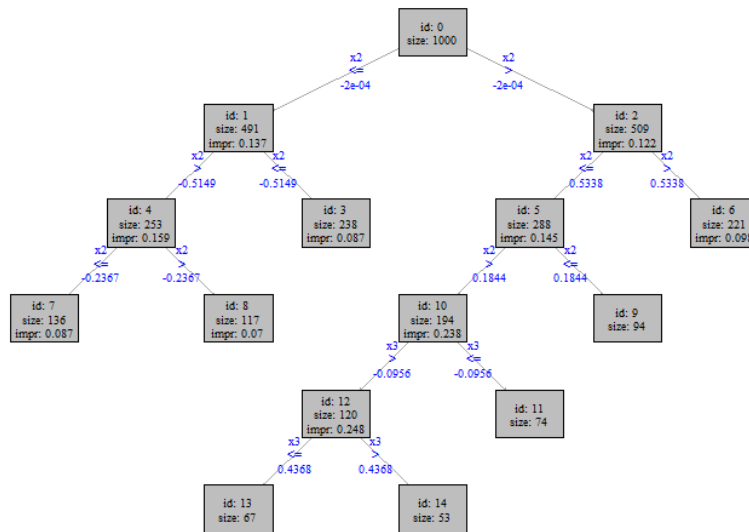 id: 0
size: 1000
x2
<=
-2e-04
x2
>
-2e-04
id: 1
size: 491
impr: 0.137
id: 2
size: 509
impr: 0.122
x2
>
-0.5149
x2
<=
-0.5149
x2
<=
0.5338
x2
>
0.5338
id: 4
size: 253
impr: 0.159
id: 3
size: 238
impr: 0.087
id: 5
size: 288
impr: 0.145
id: 6
size: 221
impr: 0.098
x2
<=
-0.2367
x2
>
-0.2367
x2
>
0.1844
x2
<=
0.1844
id: 7
size: 136
impr: 0.087
id: 8
size: 117
impr: 0.07
id: 10
size: 194
impr: 0.238
id: 9
size: 94
x3
>
-0.0956
x3
<=
-0.0956
id: 12
size: 120
impr: 0.248
id: 11
size: 74
x3
<=
0.4368
x3
>
0.4368
id: 13
size: 67
id: 14
size: 53